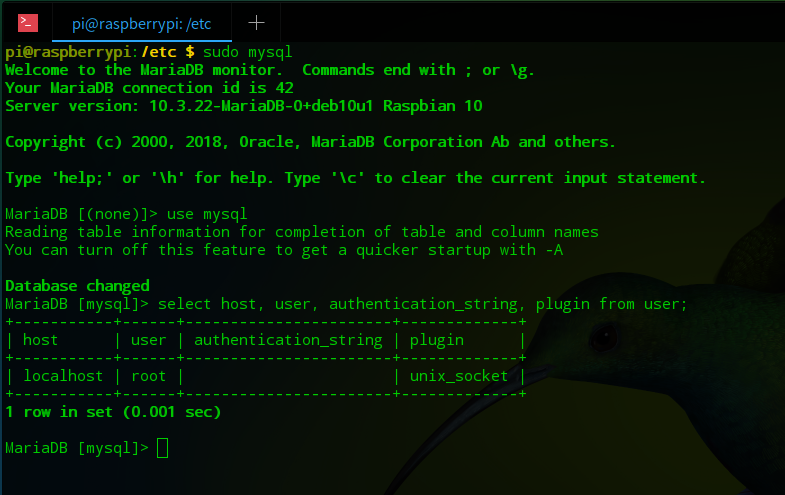 pi@raspberrypi: /etc
pi@raspberrypi:/etc $ sudo mysql
Welcome to the MariaDB monitor.  Commands end with ; or \g.
Your MariaDB connection id is 42
Server version: 10.3.22-MariaDB-0+deb10u1 Raspbian 10

Copyright (c) 2000, 2018, Oracle, MariaDB Corporation Ab and others.

Type 'help;' or '\h' for help. Type '\c' to clear the current input statement.

MariaDB [(none)]> use mysql
Reading table information for completion of table and column names
You can turn off this feature to get a quicker startup with -A

Database changed
MariaDB [mysql]> select host, user, authentication_string, plugin from user;
+-----------+------+-----------------------+-------------+
| host      | user | authentication_string | plugin      |
+-----------+------+-----------------------+-------------+
| localhost | root |                       | unix_socket |
+-----------+------+-----------------------+-------------+
1 row in set (0.001 sec)

MariaDB [mysql]>